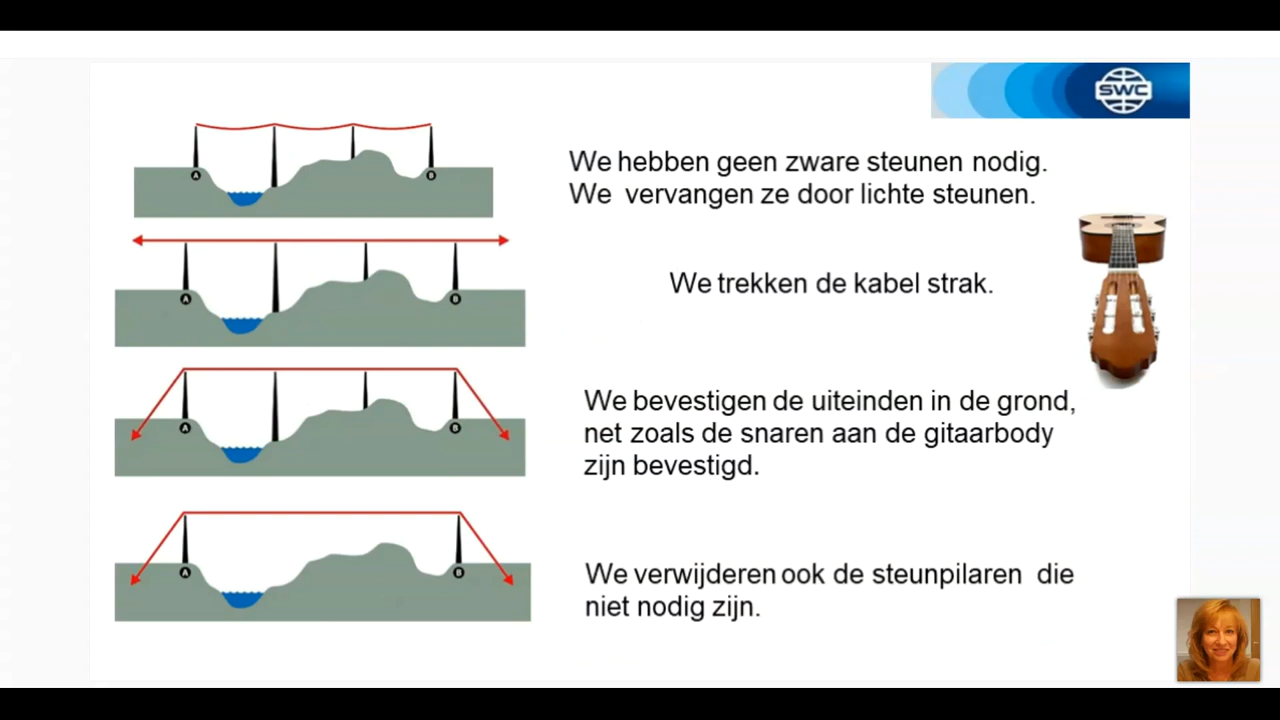 SWC
We hebben geen zware steunen nodig.
We vervangen ze door lichte steunen.
A
B
We trekken de kabel strak.
A
B
We bevestigen de uiteinden in de grond,
net zoals de snaren aan de gitaarbody
zijn bevestigd.
A
B
We verwijderen ook de steunpilaren die
niet nodig zijn.
A
B